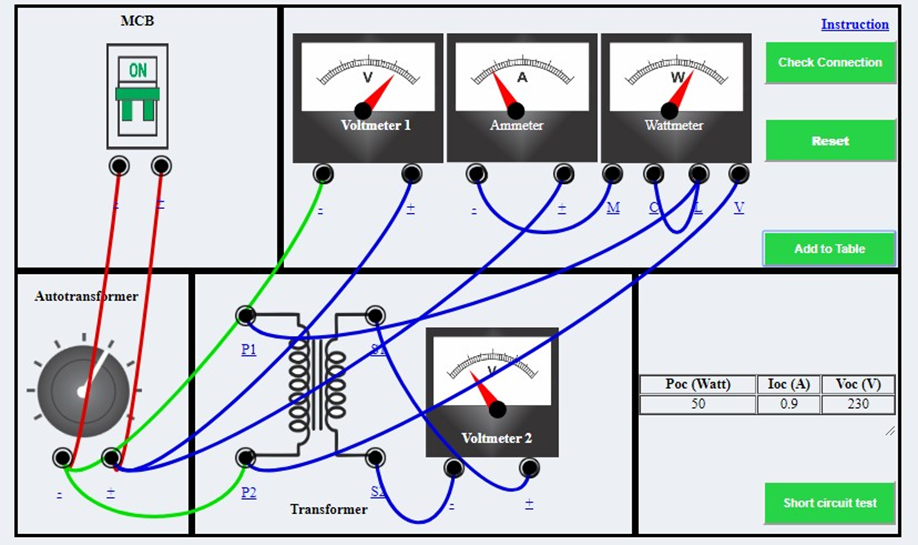 MCB
Instruction
ON
V
A
W
Check Connection
Voltmeter 1
Ammeter
Wattmeter
Reset
-
+
-
+
-
+
M
C
L
V
Add to Table
Autotransformer
P1
S1
V
Poc (Watt) Ioc (A) Voc (V)
50 0.9 230
Voltmeter 2
-
+
P2
S2
-
+
Transformer
Short circuit test